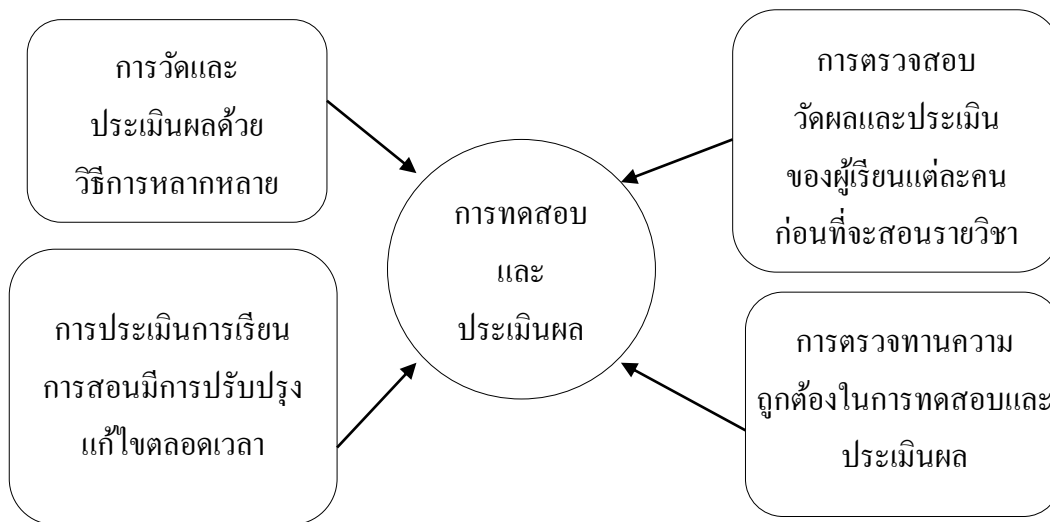 การวัดและ
ประเมินผลด้วย
วิธีการหลากหลาย
การตรวจสอบ
วัดผลและประเมิน
ของผู้เรียนแต่ละคน
ก่อนที่จะสอนรายวิชา
การทดสอบ
และ
ประเมินผล
การประเมินการเรียน
การสอนมีการปรับปรุง
แก้ไขตลอดเวลา
การตรวจทานความ
ถูกต้องในการทดสอบและ
ประเมินผล